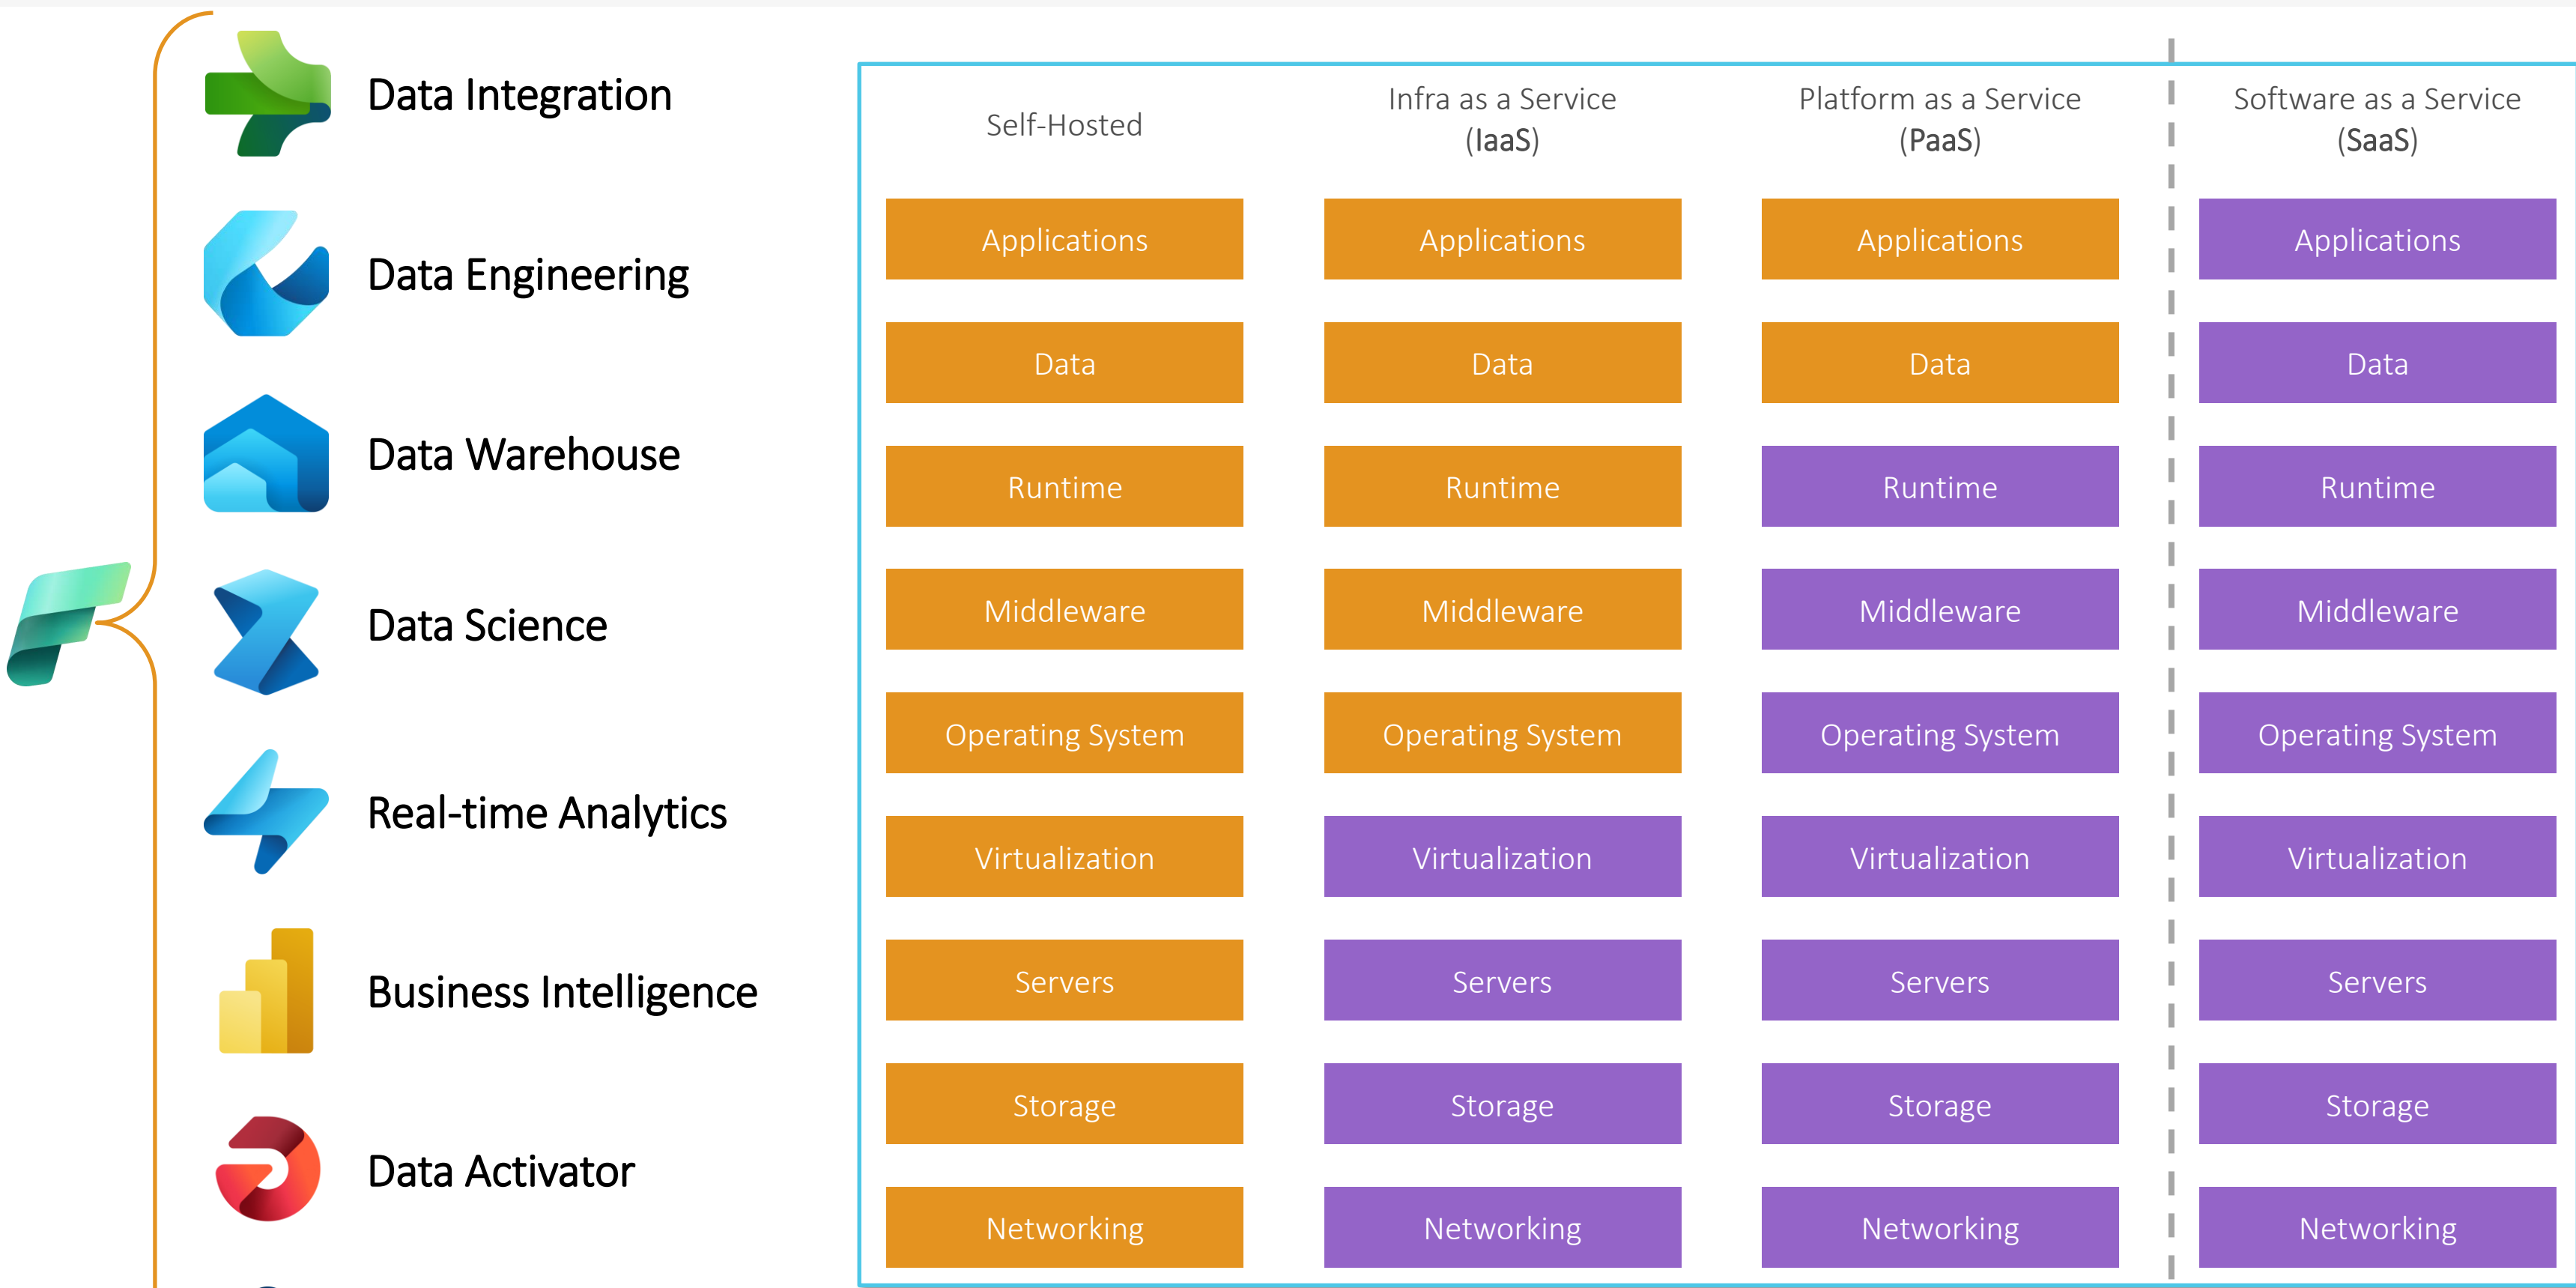 Data Integration
Data Engineering
Data Warehouse
Data Science
Real-time Analytics
Business Intelligence
Data Activator
Self-Hosted
Applications
Data
Runtime
Middleware
Operating System
Virtualization
Servers
Storage
Networking
Infra as a Service
(IaaS)
Applications
Data
Runtime
Middleware
Operating System
Virtualization
Servers
Storage
Networking
Platform as a Service
(PaaS)
Applications
Data
Runtime
Middleware
Operating System
Virtualization
Servers
Storage
Networking
Software as a Service
(SaaS)
Applications
Data
Runtime
Middleware
Operating System
Virtualization
Servers
Storage
Networking